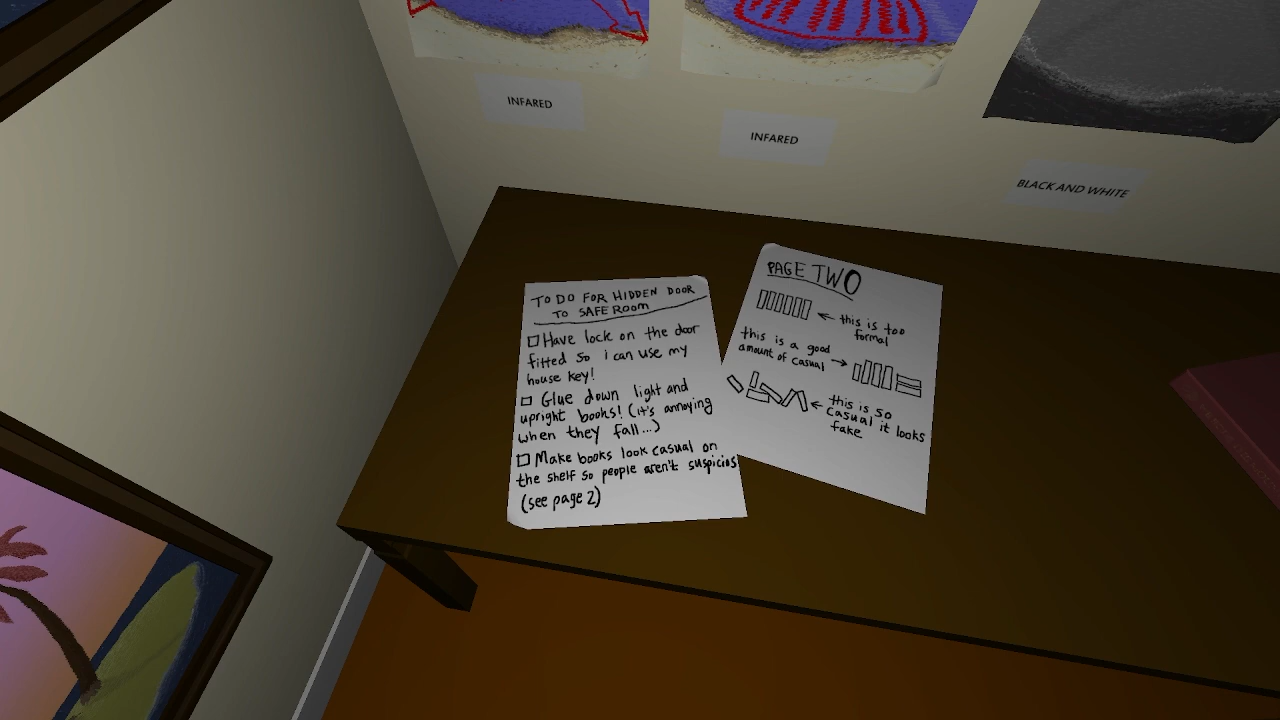 INFARED
INFARED
BLACK AND WHITE
TO DO FOR HIDDEN DOOR
TO SAFE ROOM
Have lock on the door
fitted so i can use my
house key!
Glue down light and
upright books! (it's annoying
when they fall...)
Make books look casual on
the shelf so people aren't suspicios
(see page 2)
PAGE TWO
this is too
formal
this is a good
amount of casual
this is so
casual it looks
fake